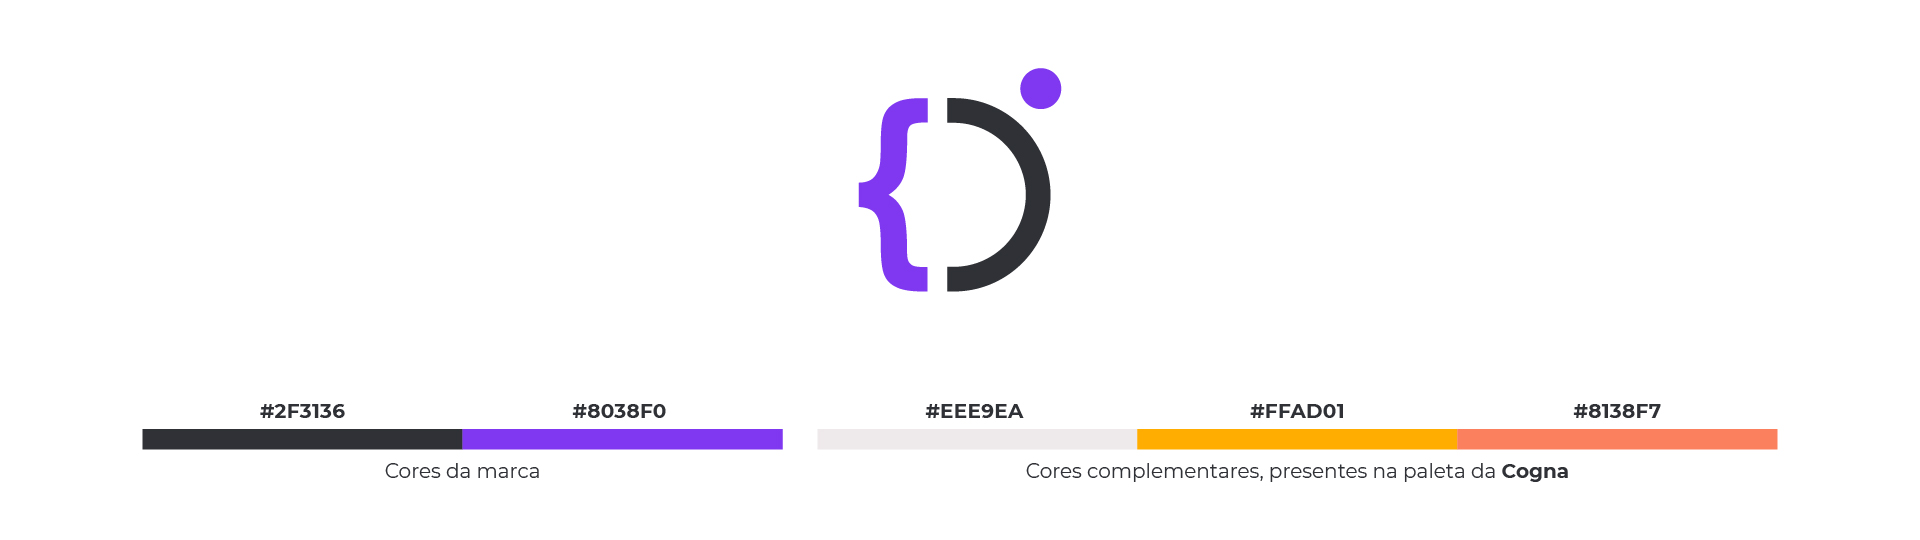 #2F3136 #8038F0 #EEE9EA #FFAD01 #8138F7
Cores da marca Cores complementares, presentes na paleta da Cogna